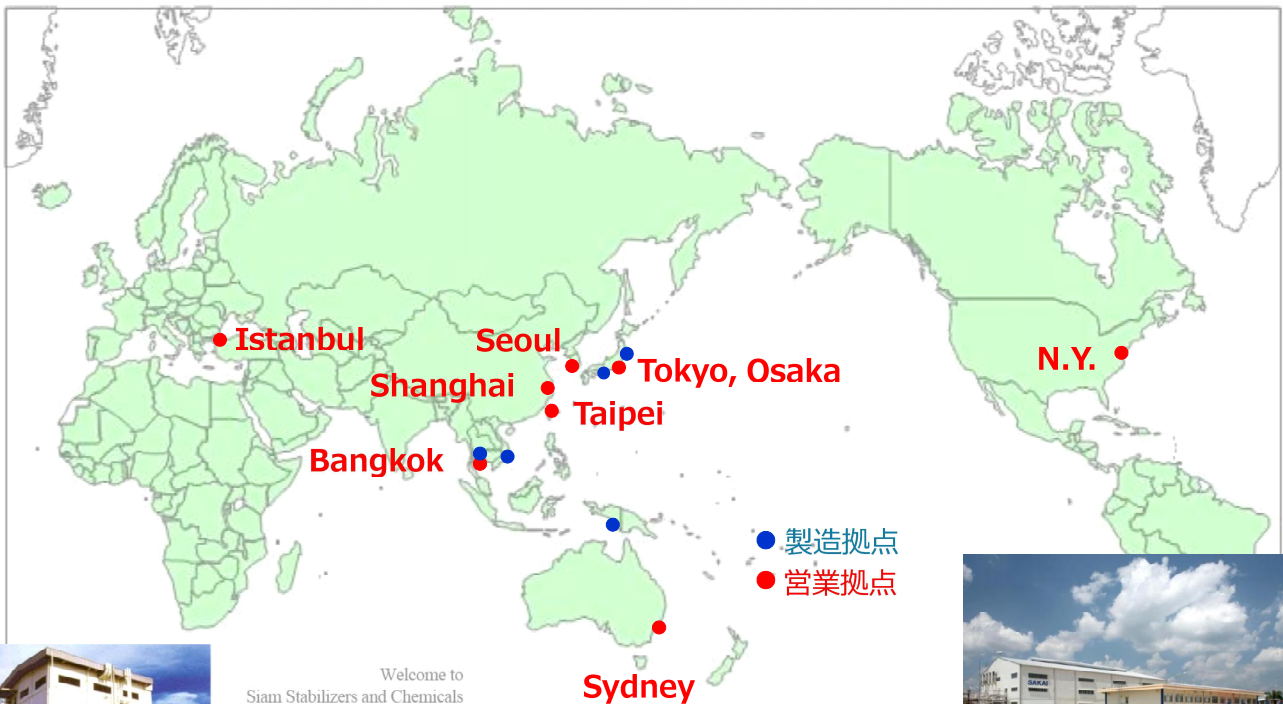 Istanbul
Seoul
Tokyo, Osaka
N.Y.
Shanghai
Taipei
Bangkok
製造拠点
営業拠点
Sydney
Welcome to
Siam Stabilizers and Chemicals
SAKAI